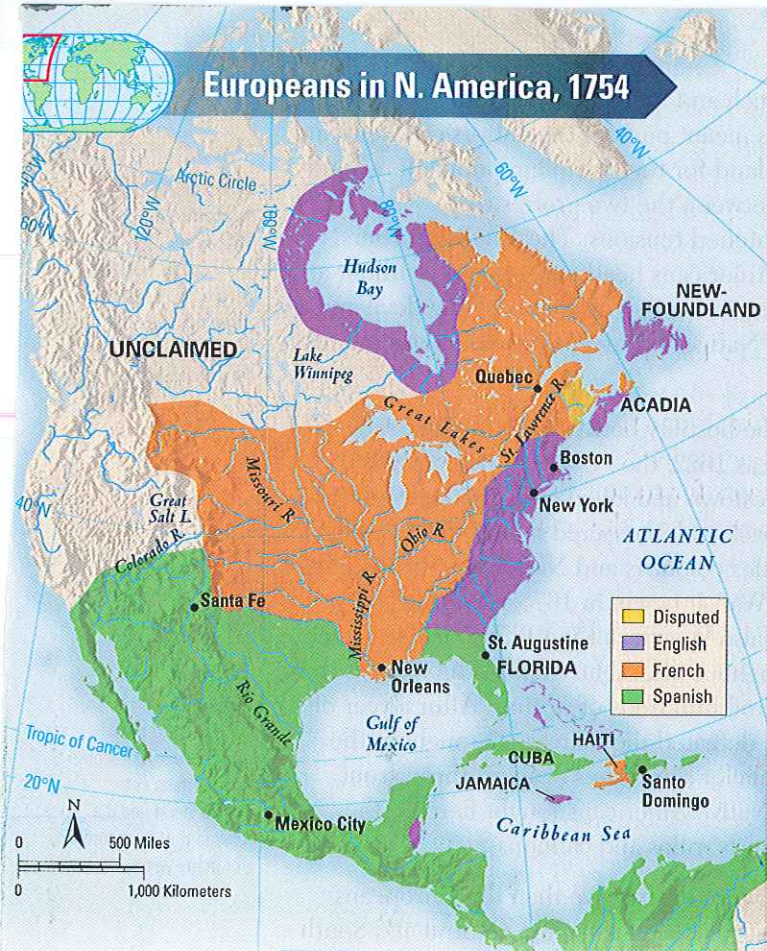 Europeans in N. America, 1754
40°W
60°W
80°W
100°W
120°W
Arctic Circle
60°N
Hudson
Bay
NEW-
FOUNDLAND
UNCLAIMED
Lake
Winnipeg
Quebec
St. Lawrence R.
ACADIA
Great Lakes
Boston
New York
Missouri R
Great
Salt L.
40°N
Colorado R.
Ohio R
ATLANTIC
OCEAN
Mississippi R.
Santa Fe
Disputed
English
French
Spanish
St. Augustine
FLORIDA
New
Orleans
Rio Grande
Gulf of
Mexico
Tropic of Cancer
HAITI
CUBA
JAMAICA
Santo
Domingo
20°N
Mexico City
Caribbean Sea
N
0 500 Miles
0 1,000 Kilometers